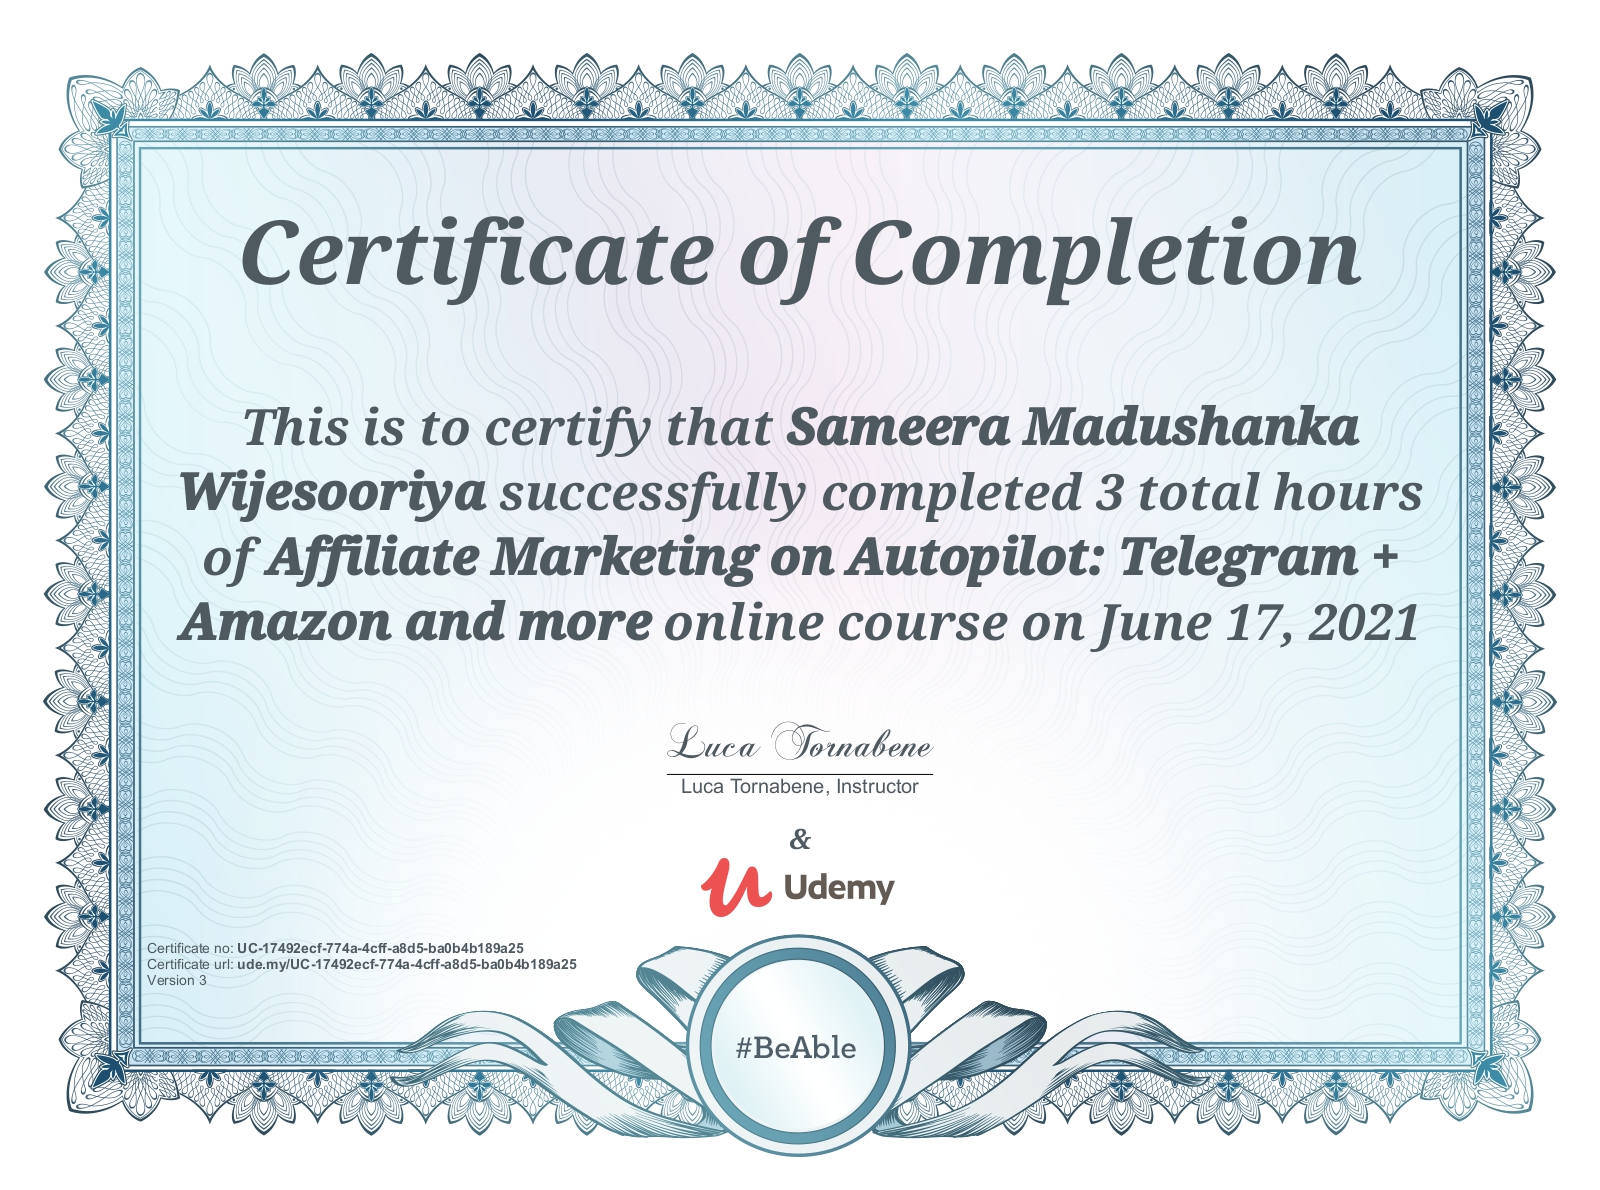 Certificate of Completion
This is to certify that Sameera Madushanka
Wijesooriya successfully completed 3 total hours
of Affiliate Marketing on Autopilot: Telegram +
Amazon and more online course on June 17, 2021
Luca Tornabene
Luca Tornabene, Instructor
&
Udemy
Certificate no: UC-17492ecf-774a-4cff-a8d5-ba0b4b189a25
Certificate url: ude.my/UC-17492ecf-774a-4cff-a8d5-ba0b4b189a25
Version 3
#BeAble